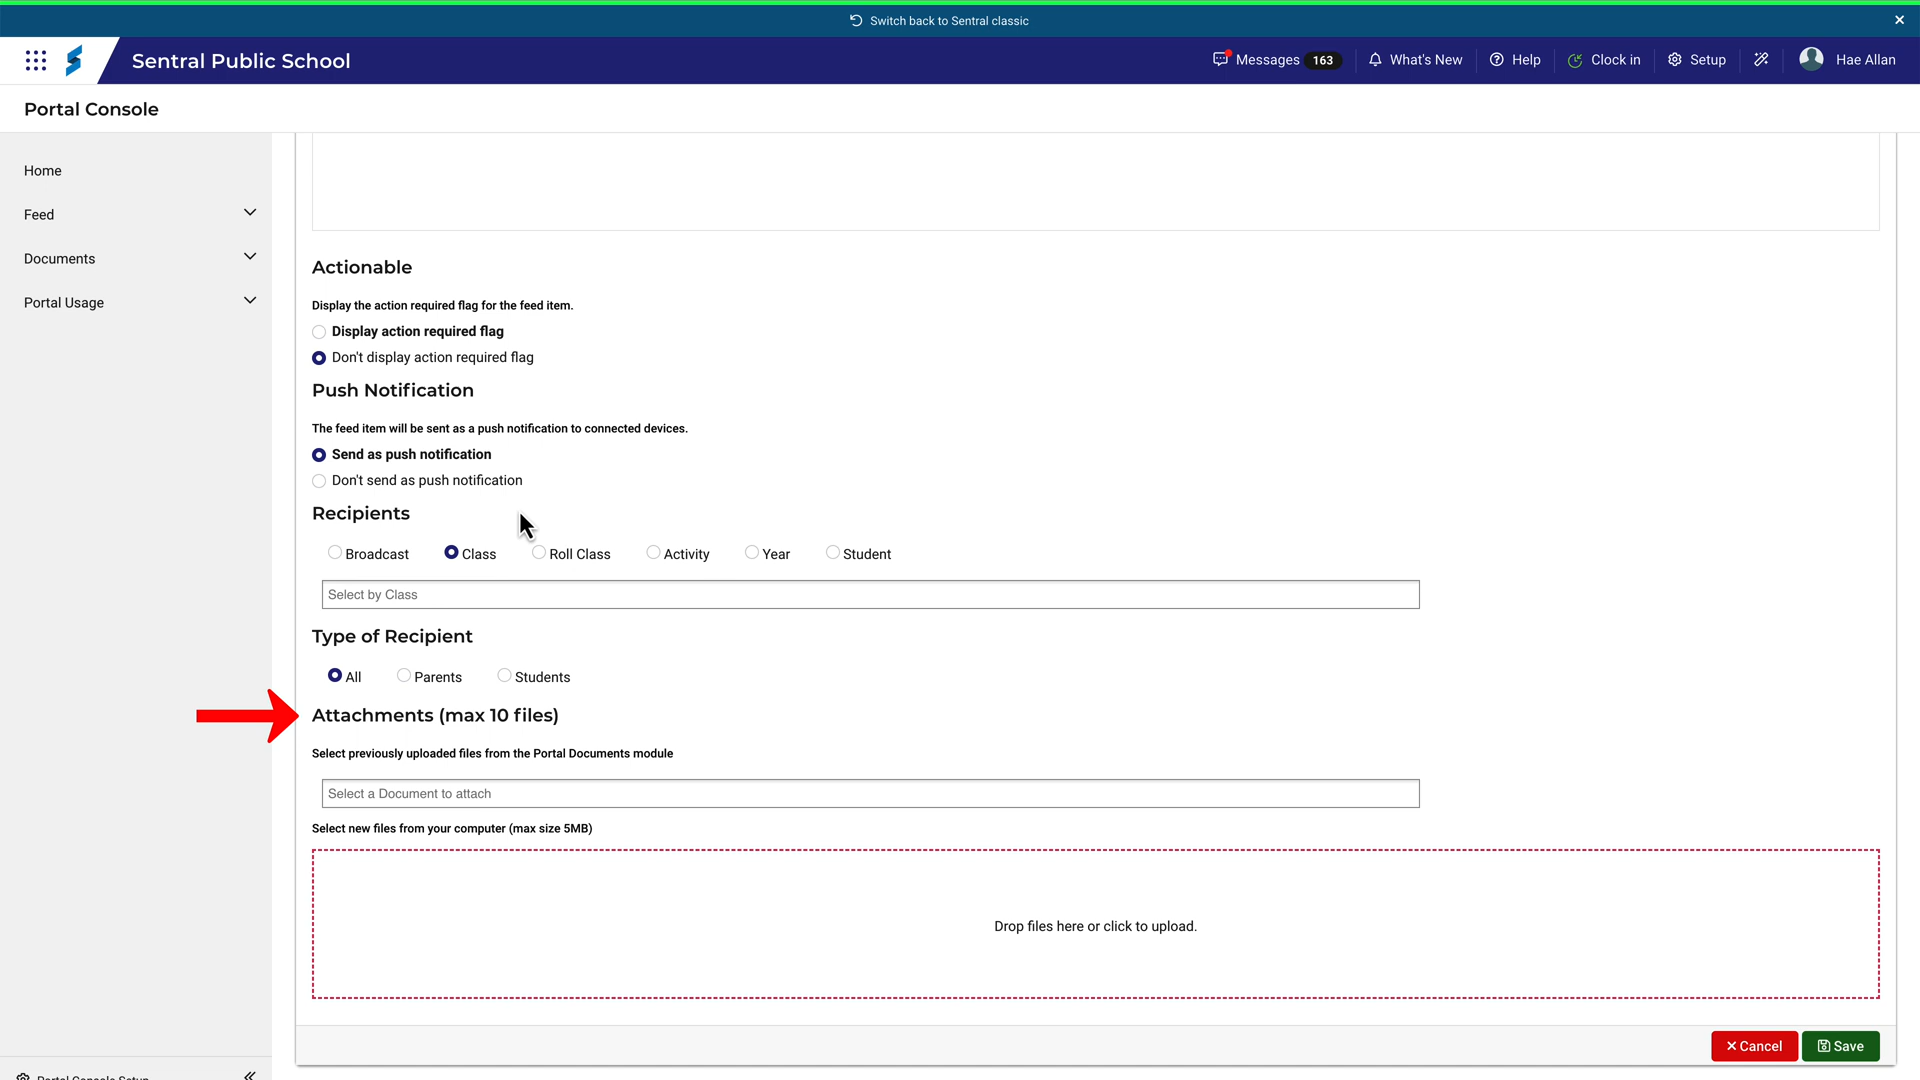 Switch back to Sentral classic
Sentral Public School
Messages 163
What's New
Help
Clock in
Setup
Hae Allan
Portal Console
Home
Feed
Documents
Portal Usage
Actionable
Display the action required flag for the feed item.
Display action required flag
Don't display action required flag
Push Notification
The feed item will be sent as a push notification to connected devices.
Send as push notification
Don't send as push notification
Recipients
Broadcast Class Roll Class Activity Year Student
Select by Class
Type of Recipient
All Parents Students
Attachments (max 10 files)
Select previously uploaded files from the Portal Documents module
Select a Document to attach
Select new files from your computer (max size 5MB)
Drop files here or click to upload.
Cancel Save
Portal Console Setup